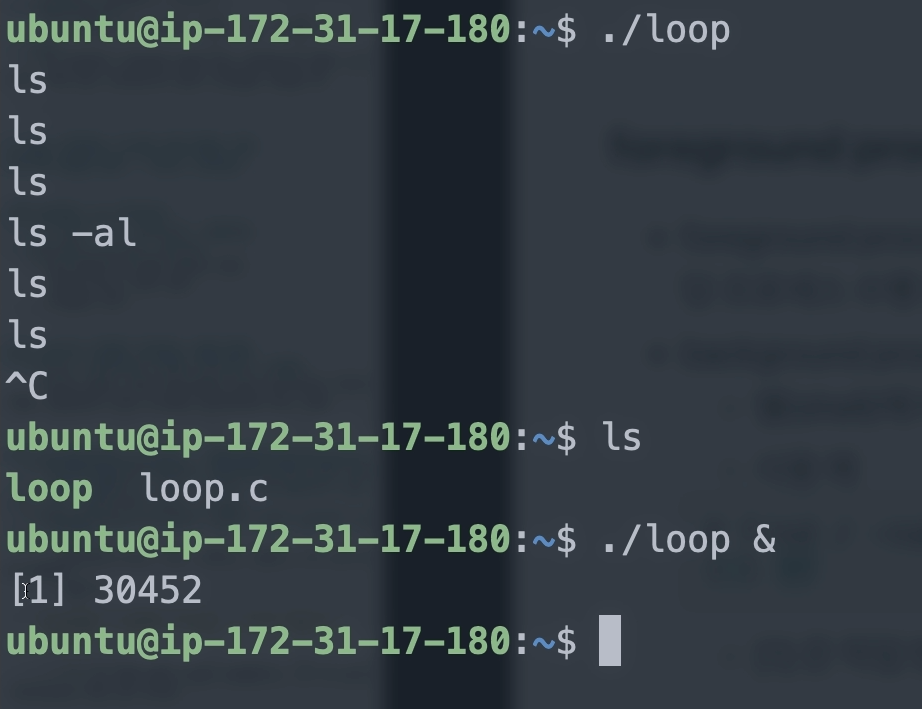 ubuntu@ip-172-31-17-180:~$ ./loop
ls
ls
ls
ls -al
ls
ls
^C
ubuntu@ip-172-31-17-180:~$ ls
loop  loop.c
ubuntu@ip-172-31-17-180:~$ ./loop &
[1] 30452
ubuntu@ip-172-31-17-180:~$